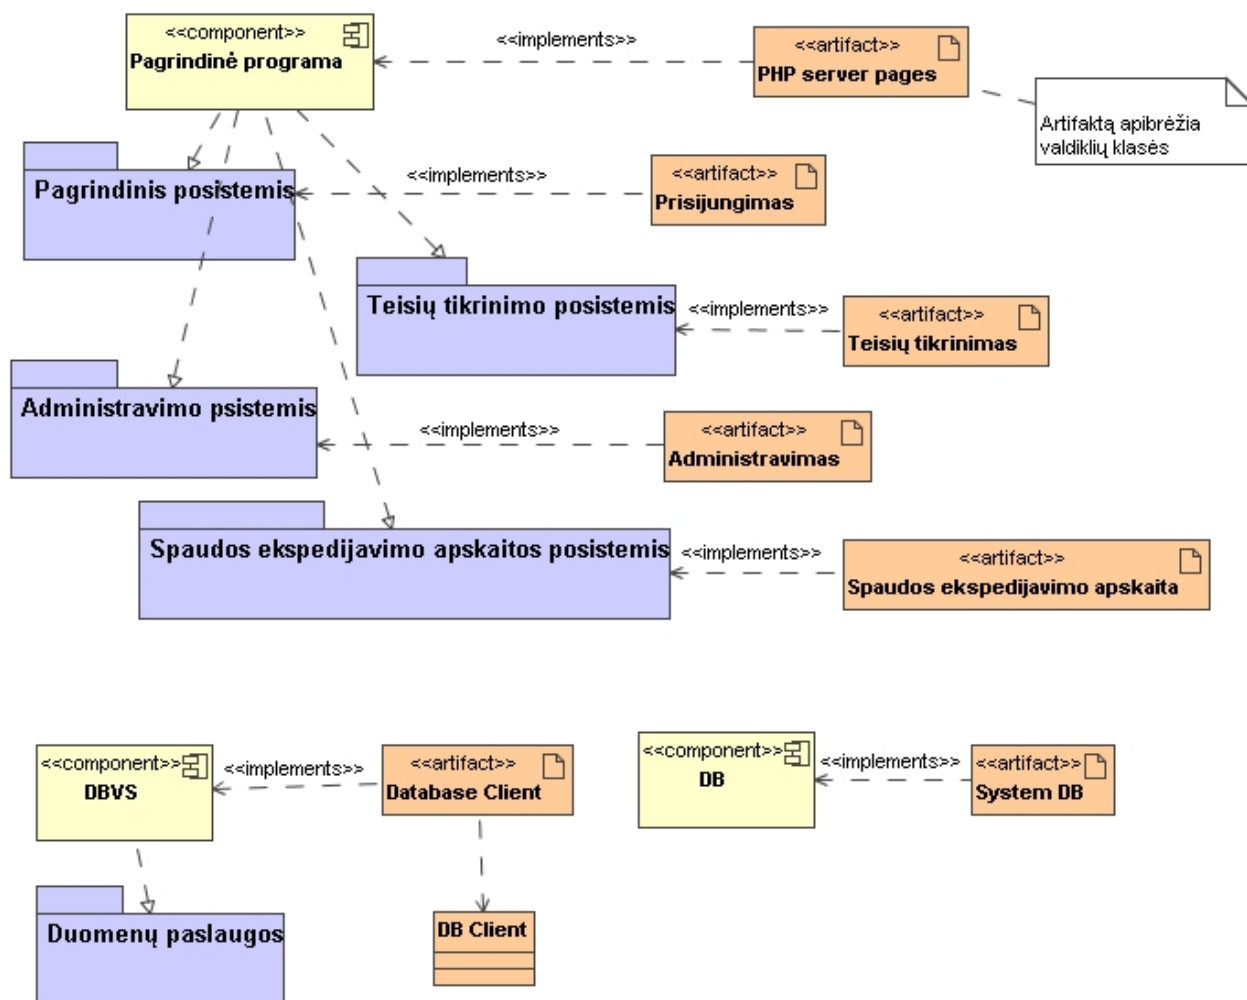 <<component>>
Pagrindinė programa
<<implements>>
<<artifact>>
PHP server pages
Artifaktą apibrėžia
valdiklių klasės
Pagrindinis posistemis
<<implements>>
<<artifact>>
Prisijungimas
Teisių tikrinimo posistemis
<<implements>>
<<artifact>>
Teisių tikrinimas
Administravimo psistemis
<<implements>>
<<artifact>>
Administravimas
Spaudos ekspedijavimo apskaitos posistemis
<<implements>>
<<artifact>>
Spaudos ekspedijavimo apskaita
<<component>>
DBVS
<<implements>>
<<artifact>>
Database Client
<<component>>
DB
<<implements>>
<<artifact>>
System DB
Duomenų paslaugos
DB Client